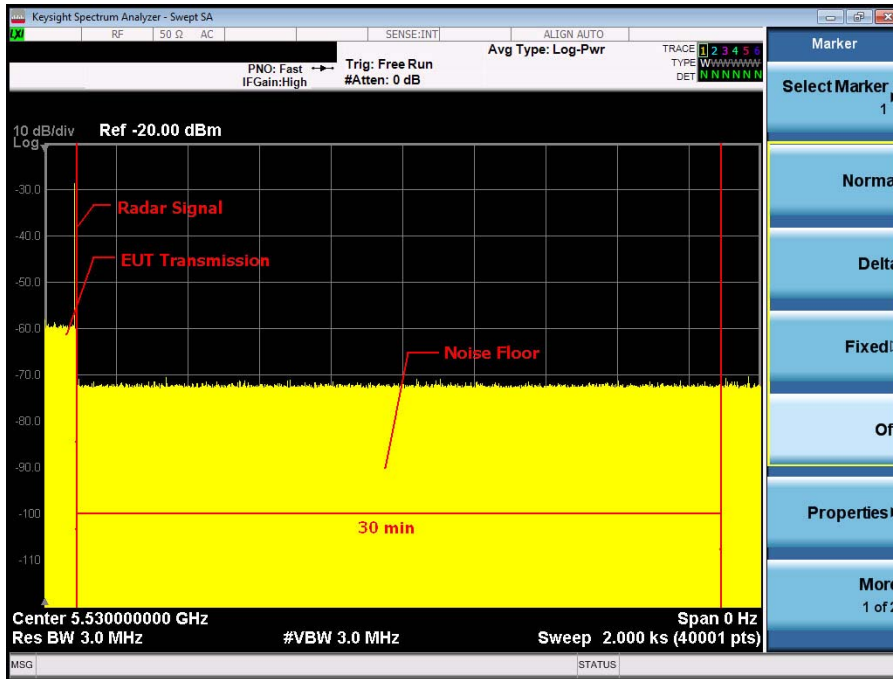 Keysight Spectrum Analyzer - Swept SA
LXI
RF 50 Ω AC SENSE:INT ALIGN AUTO
Avg Type: Log-Pwr
PNO: Fast
IFGain:High
Trig: Free Run
#Atten: 0 dB
TRACE 1 2 3 4 5 6
TYPE WWWWWWW
DET N N N N N N
10 dB/div Ref -20.00 dBm
Log
-30.0
-40.0
-50.0
-60.0
-70.0
-80.0
-90.0
-100
-110
Radar Signal
EUT Transmission
Noise Floor
30 min
Center 5.530000000 GHz Span 0 Hz
Res BW 3.0 MHz #VBW 3.0 MHz Sweep 2.000 ks (40001 pts)
MSG STATUS
Marker
Select Marker
1
Norma
Delta
Fixed
Of
Properties
More
1 of 2